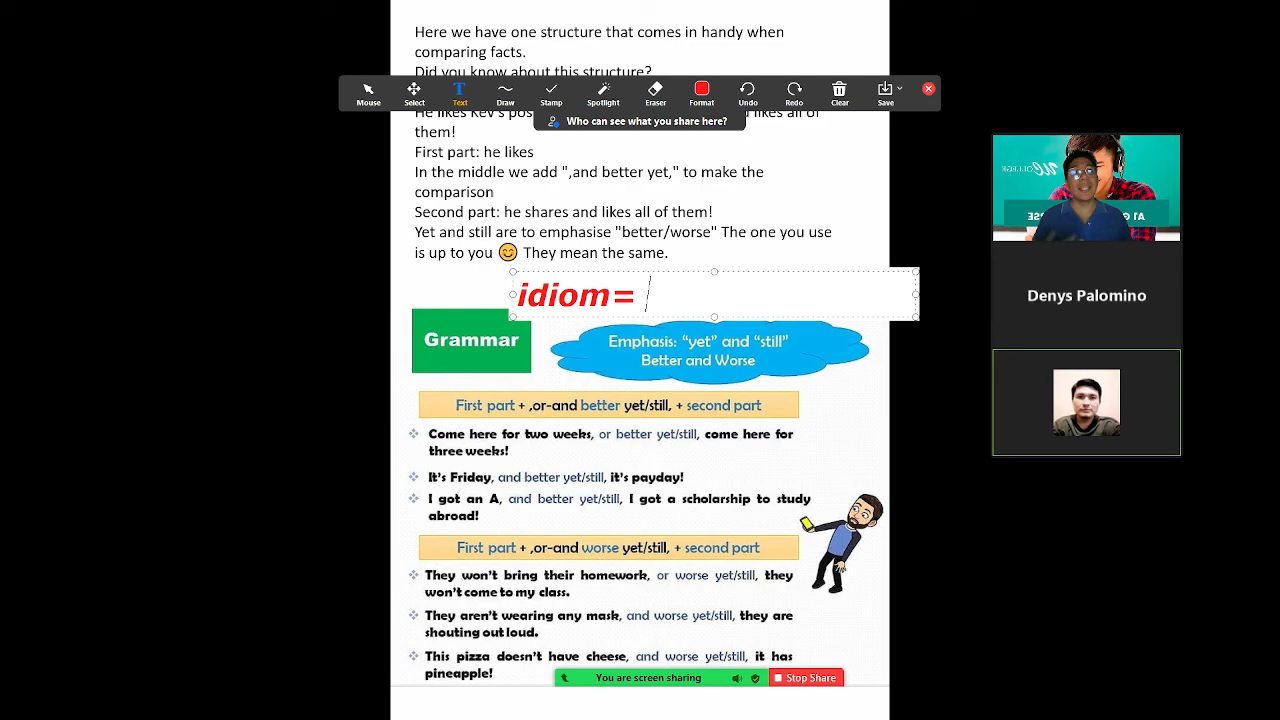 Here we have one structure that comes in handy when
comparing facts.
Did you know about this structure?
Mouse
Select
Text
Draw
Stamp
Spotlight
Eraser
Format
Undo
Redo
Clear
Save
He likes Kev's pos
likes all of
Who can see what you share here?
them!
First part: he likes
In the middle we add ",and better yet," to make the
comparison
Second part: he shares and likes all of them!
Yet and still are to emphasise "better/worse" The one you use
is up to you 😊 They mean the same.
idiom=
Grammar
Emphasis: “yet” and “still”
Better and Worse
First part + ,or-and better yet/still, + second part
Come here for two weeks, or better yet/still, come here for
three weeks!
It’s Friday, and better yet/still, it’s payday!
I got an A, and better yet/still, I got a scholarship to study
abroad!
First part + ,or-and worse yet/still, + second part
They won’t bring their homework, or worse yet/still, they
won’t come to my class.
They aren’t wearing any mask, and worse yet/still, they are
shouting out loud.
This pizza doesn’t have cheese, and worse yet/still, it has
pineapple!
You are screen sharing
Stop Share
Denys Palomino